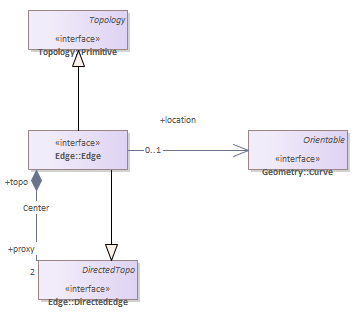 Topology
«interface»
Topology::Primitive
+location
«interface»
Edge::Edge
0..1
Orientable
«interface»
Geometry::Curve
+topo
Center
+proxy
2
DirectedTopo
«interface»
Edge::DirectedEdge